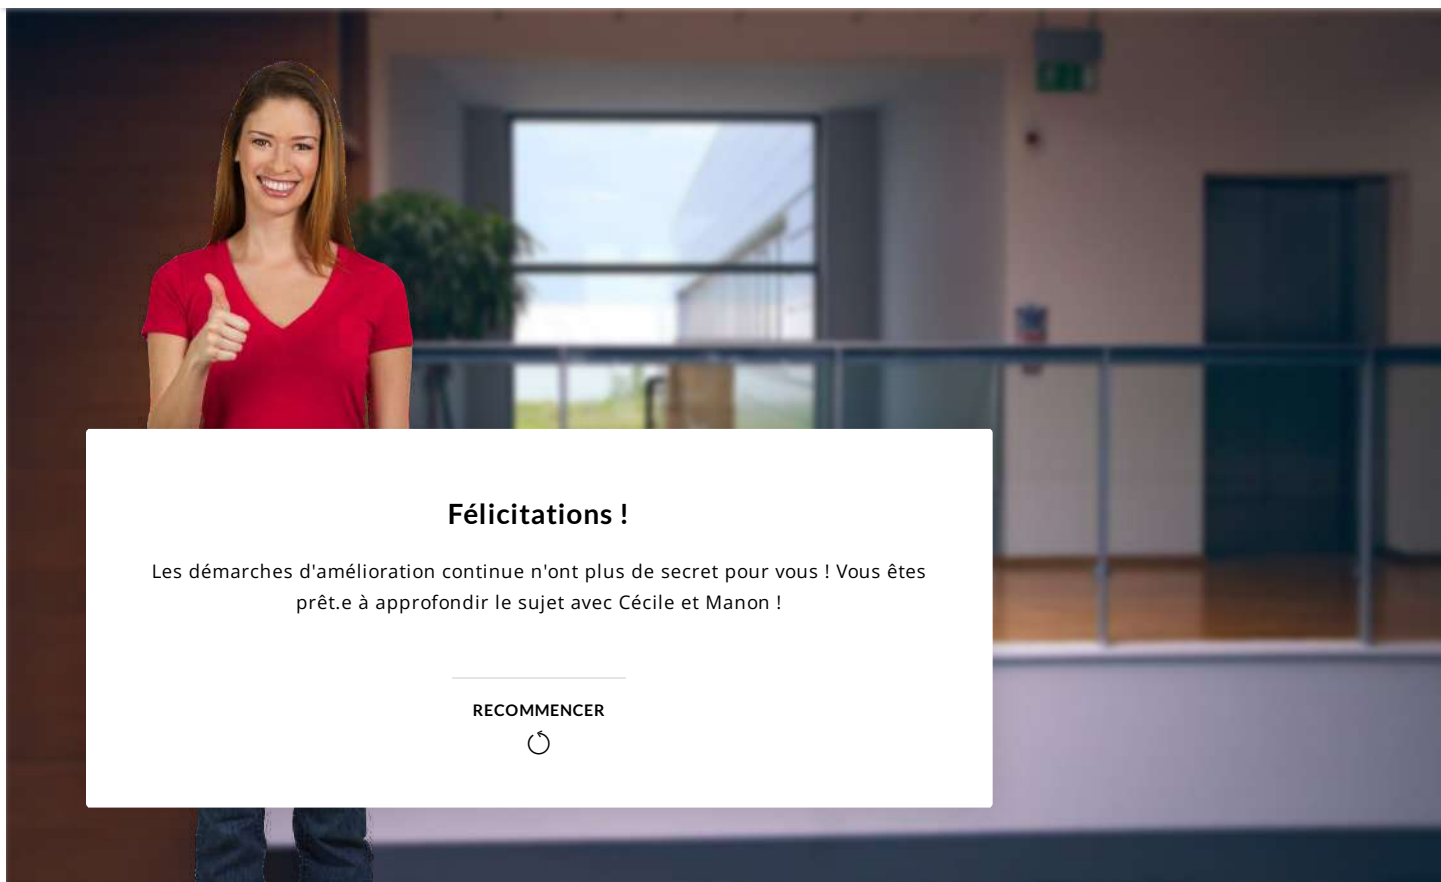 Félicitations !
Les démarches d'amélioration continue n'ont plus de secret pour vous ! Vous êtes
prêt.e à approfondir le sujet avec Cécile et Manon !
RECOMMENCER